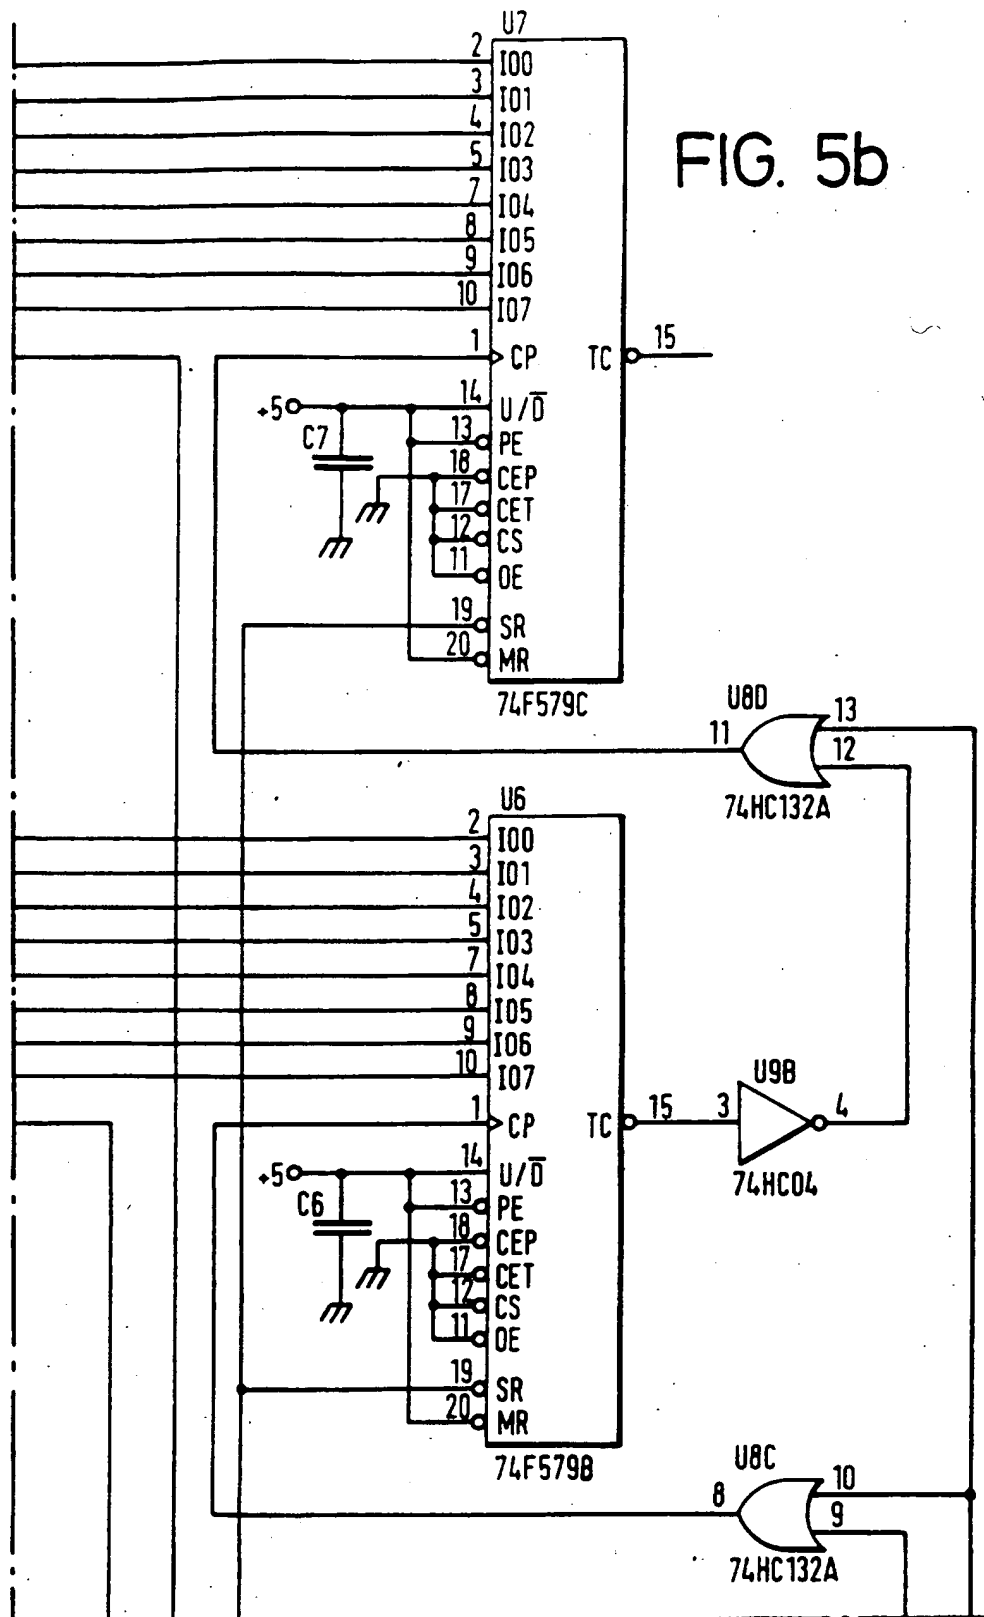 FIG. 5b
U7
2 IO0
3 IO1
4 IO2
5 IO3
7 IO4
8 IO5
9 IO6
10 IO7
1 CP TC 15
+5 14 U/D̅
C7 13 PE
18 CEP
17 CET
12 CS
11 OE
19 SR
20 MR
74F579C
U8D
11 13
12
74HC132A
U6
2 IO0
3 IO1
4 IO2
5 IO3
7 IO4
8 IO5
9 IO6
10 IO7
U9B
1 CP TC 15 3 4
74HC04
+5 14 U/D̅
C6 13 PE
18 CEP
17 CET
12 CS
11 OE
19 SR
20 MR
74F579B
U8C
8 10
9
74HC132A